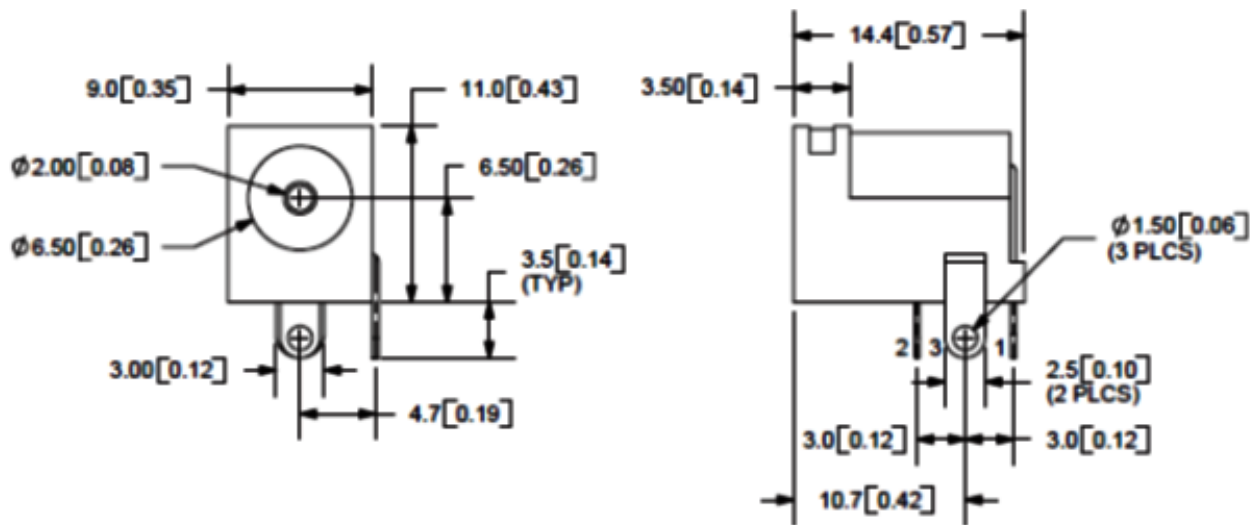 14.4[0.57]
9.0[0.35]
11.0[0.43]
3.50[0.14]
Ø2.00[0.08]
6.50[0.26]
Ø6.50[0.26]
3.5[0.14]
(TYP)
Ø1.50[0.06]
(3 PLCS)
2 3 1
3.00[0.12]
2.5[0.10]
(2 PLCS)
4.7[0.19]
3.0[0.12]
3.0[0.12]
10.7[0.42]